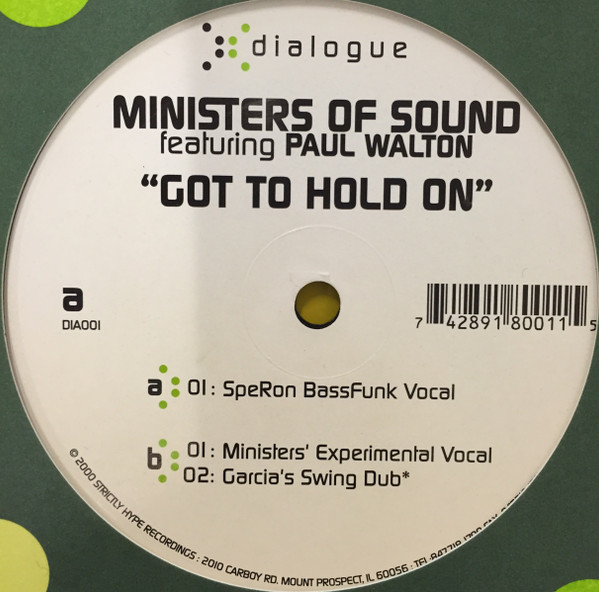 dialogue
MINISTERS OF SOUND
featuring PAUL WALTON
“GOT TO HOLD ON”
a
DIA001
7 42891 80011 5
a 01: SpeRon BassFunk Vocal
b 01: Ministers’ Experimental Vocal
02: Garcia’s Swing Dub*
© 2000 STRICTLY HYPE RECORDINGS : 2010 CARBOY RD. MOUNT PROSPECT, IL 60056 : TEL